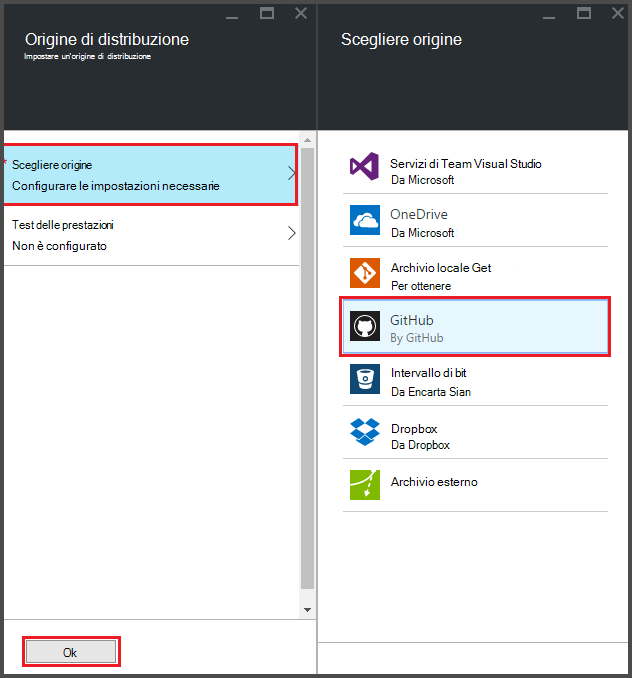 Origine di distribuzione
Impostare un'origine di distribuzione
* Scegliere origine
Configurare le impostazioni necessarie
Test delle prestazioni
Non è configurato
Ok
Scegliere origine
Servizi di Team Visual Studio
Da Microsoft
OneDrive
Da Microsoft
Archivio locale Get
Per ottenere
GitHub
By GitHub
Intervallo di bit
Da Encarta Sian
Dropbox
Da Dropbox
Archivio esterno